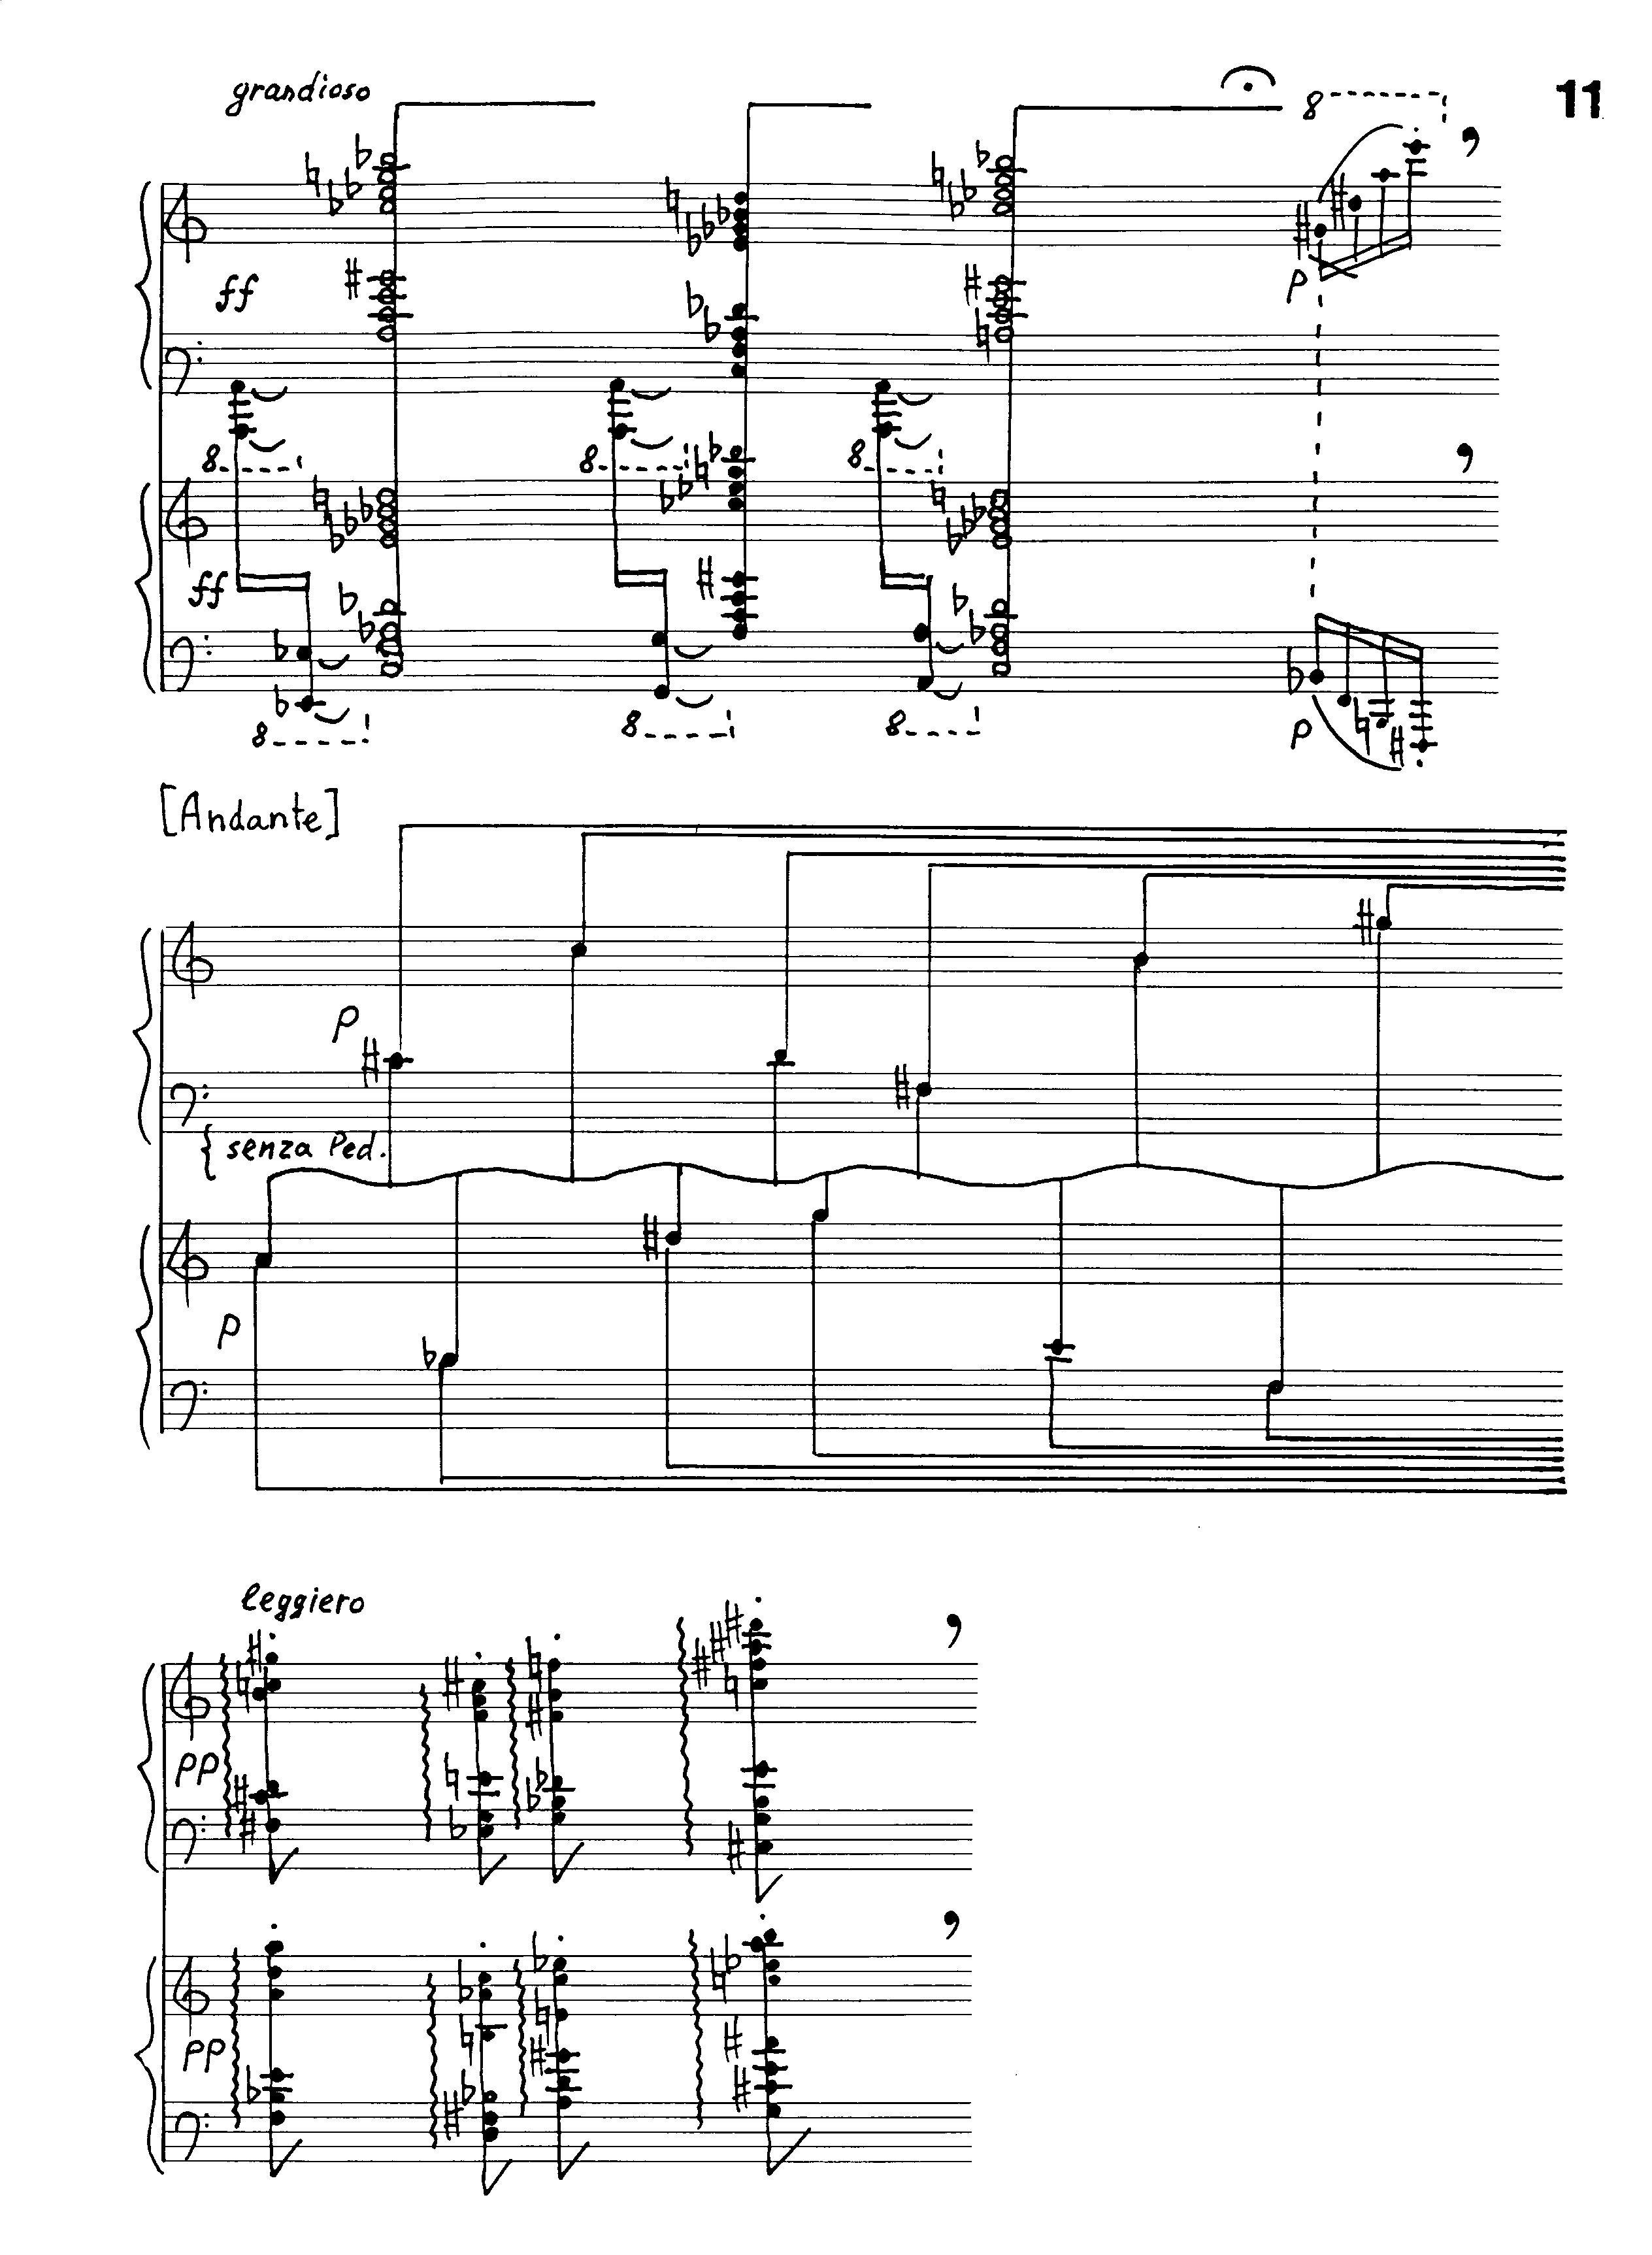 grandioso
8
11
ff
p
8 8 8
ff
p
8 8 8
[Andante]
p
{ senza Ped.
p
leggiero
pp
pp